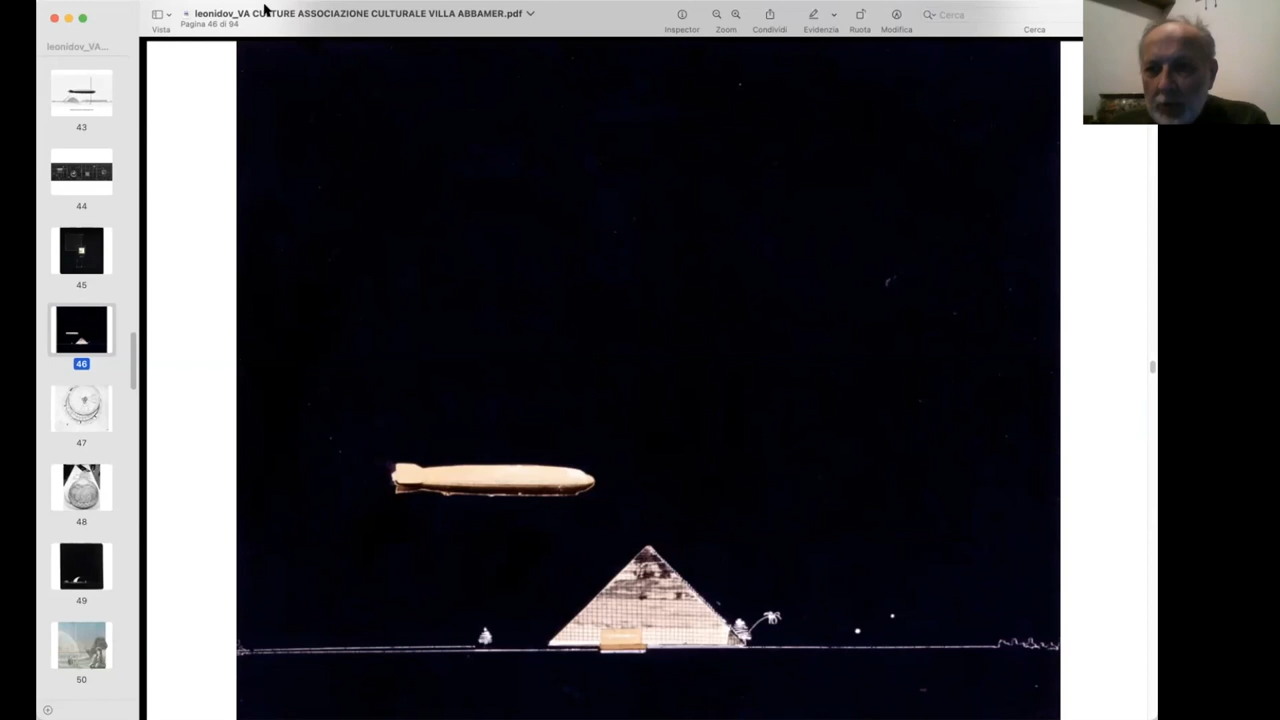 leonidov_VA CULTURE ASSOCIAZIONE CULTURALE VILLA ABBAMER.pdf
Pagina 46 di 94
Vista
Inspector
Zoom
Condividi
Evidenzia
Ruota
Modifica
Cerca
Cerca
leonidov_VA...
43
44
45
46
47
48
49
50